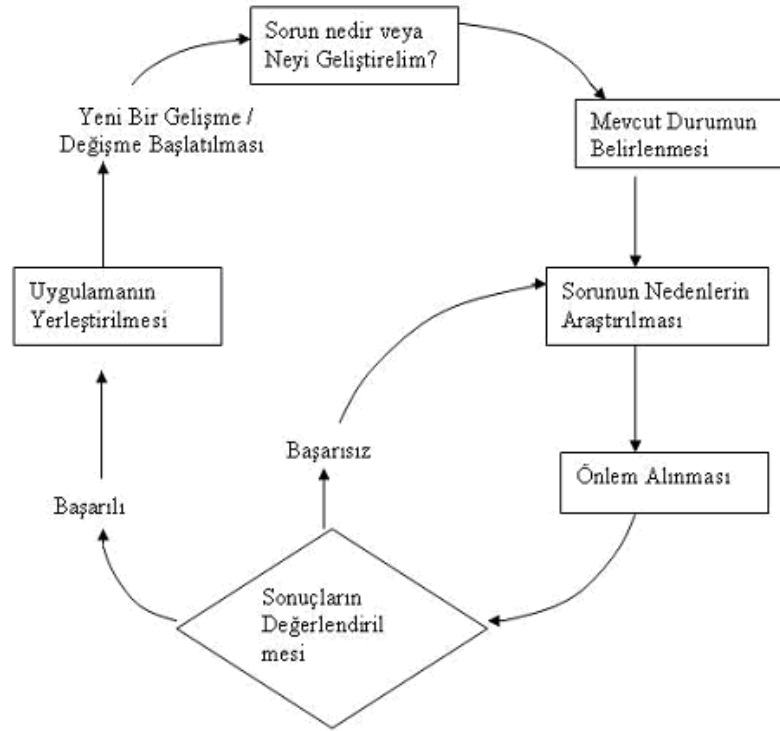 Sorun nedir veya
Neyi Geliştirelim?
Mevcut Durumun
Belirlenmesi
Sorunun Nedenlerin
Araştırılması
Önlem Alınması
Sonuçların
Değerlendiril
mesi
Başarısız
Başarılı
Uygulamanın
Yerleştirilmesi
Yeni Bir Gelişme /
Değişme Başlatılması